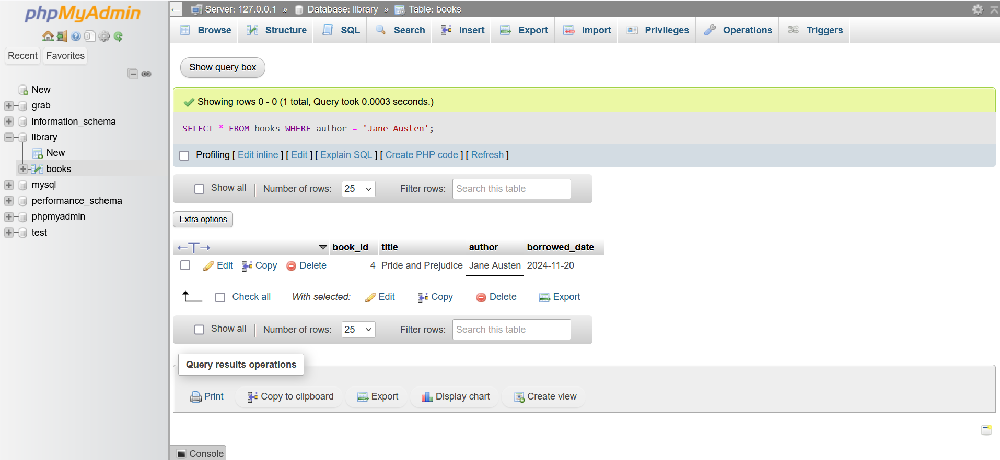 phpMyAdmin
Recent Favorites
New
grab
information_schema
library
New
books
mysql
performance_schema
phpmyadmin
test
Server: 127.0.0.1 » Database: library » Table: books
Browse Structure SQL Search Insert Export Import Privileges Operations Triggers
Show query box
Showing rows 0 - 0 (1 total, Query took 0.0003 seconds.)
SELECT * FROM books WHERE author = 'Jane Austen';
Profiling [ Edit inline ] [ Edit ] [ Explain SQL ] [ Create PHP code ] [ Refresh ]
Show all | Number of rows: 25 Filter rows: Search this table
Extra options
←T→ book_id title author borrowed_date
Edit Copy Delete 4 Pride and Prejudice Jane Austen 2024-11-20
Check all With selected: Edit Copy Delete Export
Show all | Number of rows: 25 Filter rows: Search this table
Query results operations
Print Copy to clipboard Export Display chart Create view
Console